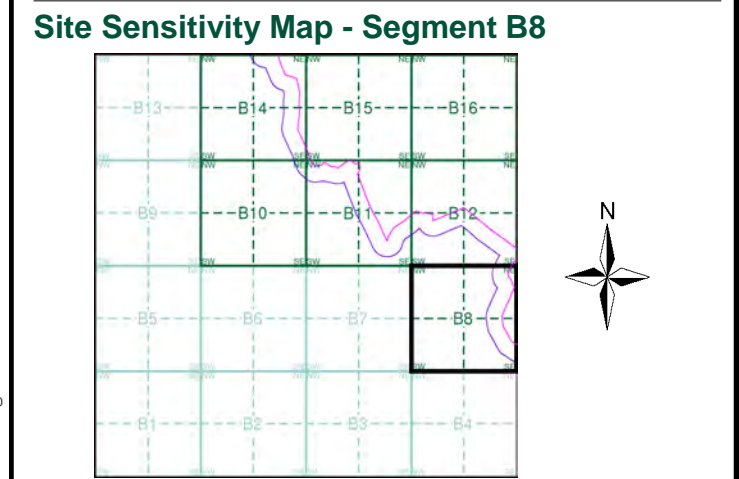 Site Sensitivity Map - Segment B8
B13 B14 B15 B16
N
B9 B10 B11 B12
B5 B6 B7 B8
B1 B2 B3 B4